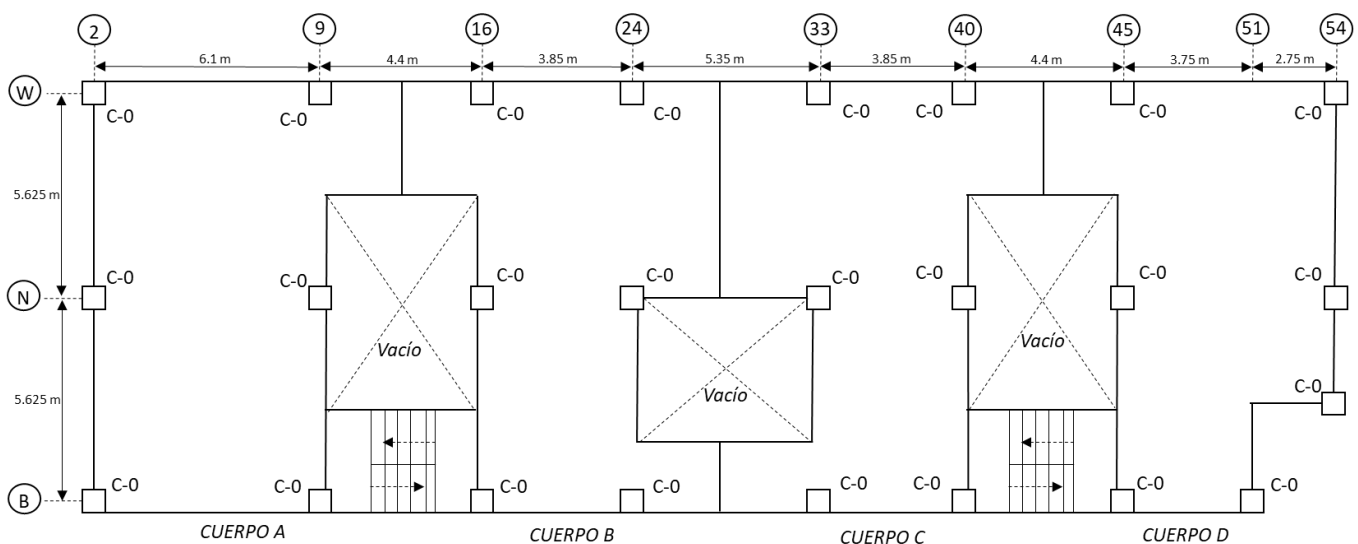 2 9 16 24 33 40 45 51 54
6.1 m 4.4 m 3.85 m 5.35 m 3.85 m 4.4 m 3.75 m 2.75 m
W
C-0 C-0 C-0 C-0 C-0 C-0 C-0 C-0
5.625 m
C-0 C-0 C-0 C-0 C-0 C-0 C-0 C-0
N
Vacío Vacío
Vacío
C-0
5.625 m
C-0 C-0 C-0 C-0 C-0 C-0 C-0 C-0
B
CUERPO A CUERPO B CUERPO C CUERPO D